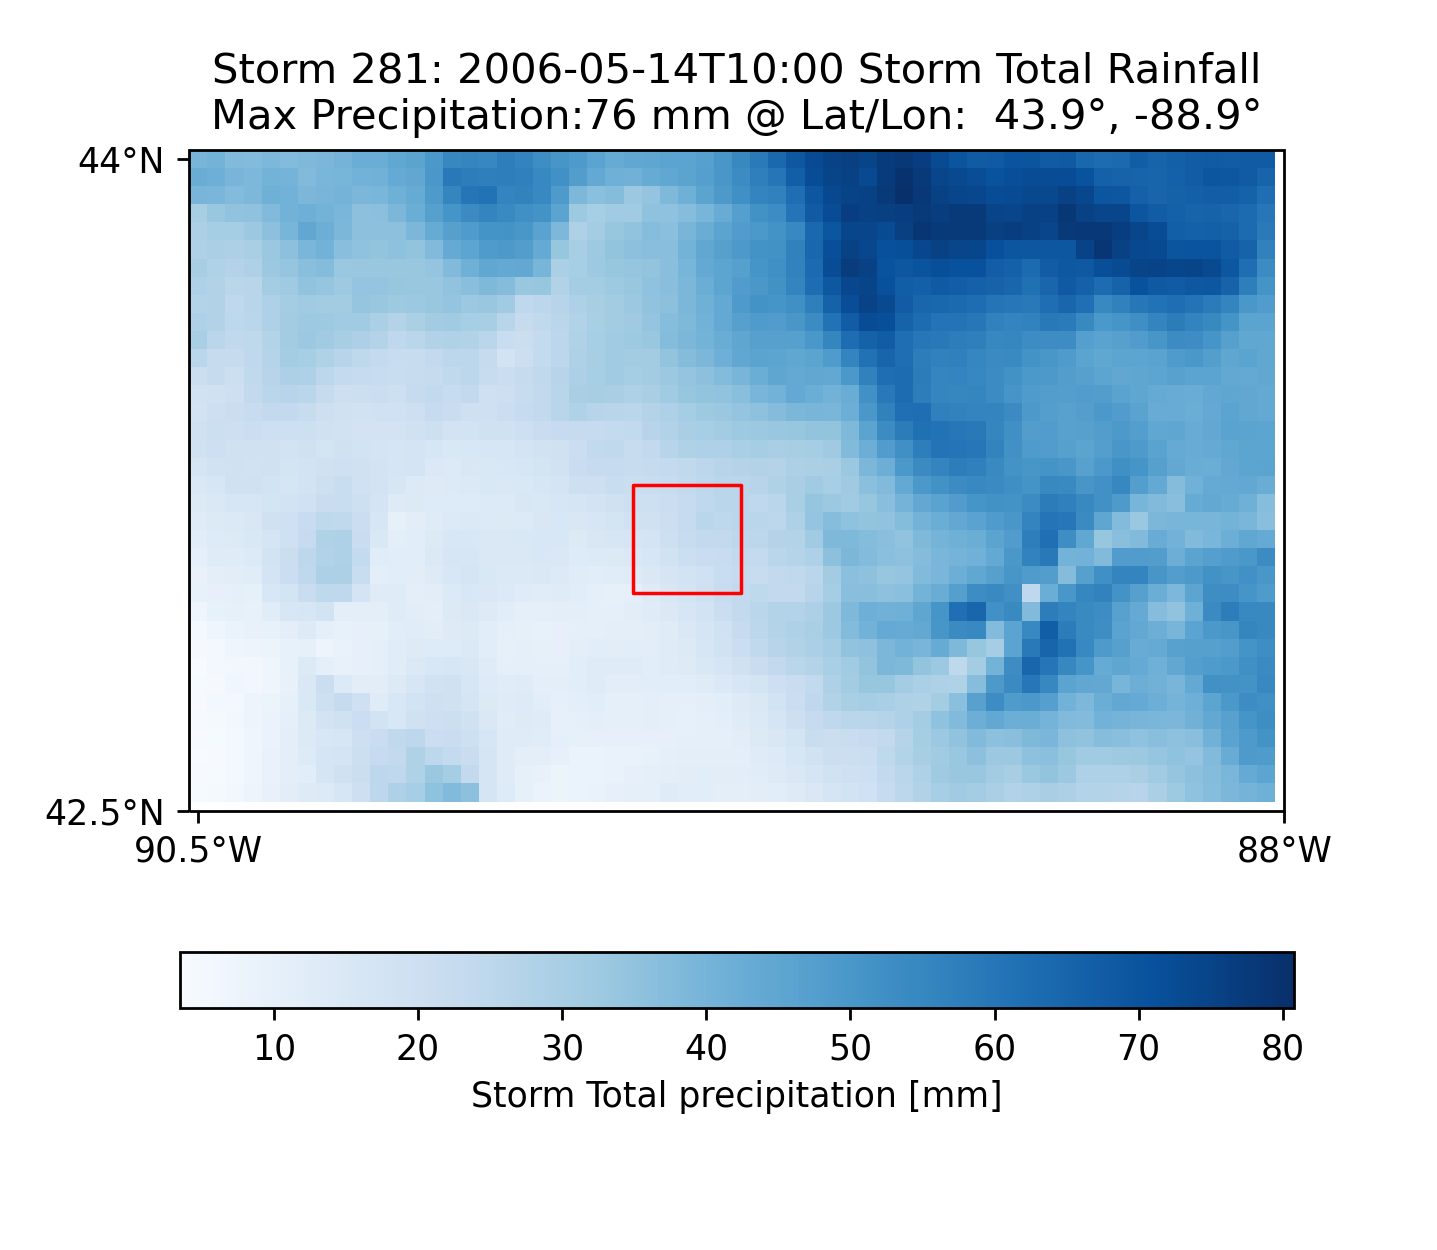 Storm 281: 2006-05-14T10:00 Storm Total Rainfall
Max Precipitation:76 mm @ Lat/Lon:  43.9°, -88.9°
44°N
42.5°N
90.5°W 88°W
10 20 30 40 50 60 70 80
Storm Total precipitation [mm]